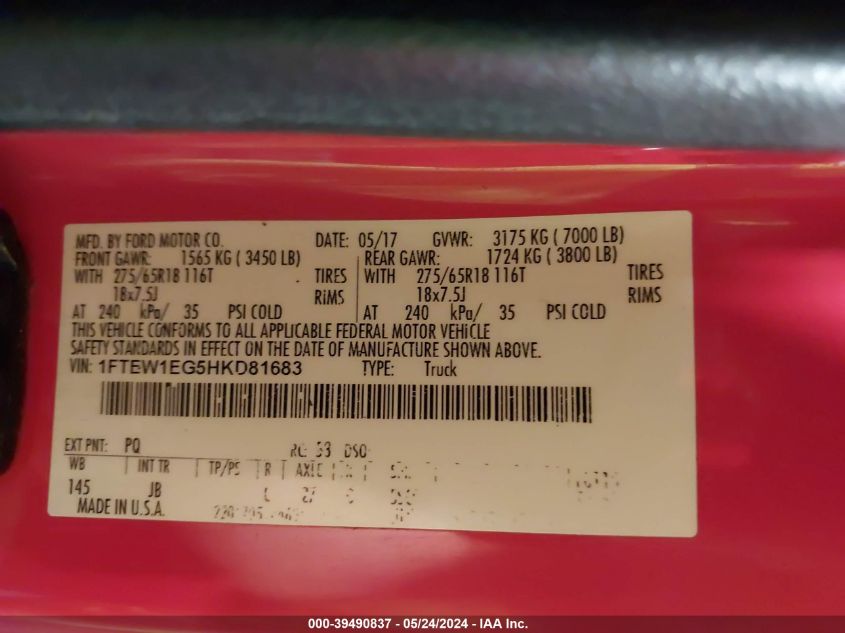 MFD. BY FORD MOTOR CO. DATE: 05/17 GVWR: 3175 KG ( 7000 LB)
FRONT GAWR: 1565 KG ( 3450 LB) REAR GAWR: 1724 KG ( 3800 LB)
WITH 275/65R18 116T TIRES WITH 275/65R18 116T TIRES
18x7.5J RIMS 18x7.5J RIMS
AT 240 kPa/ 35 PSI COLD AT 240 kPa/ 35 PSI COLD
THIS VEHICLE CONFORMS TO ALL APPLICABLE FEDERAL MOTOR VEHICLE
SAFETY STANDARDS IN EFFECT ON THE DATE OF MANUFACTURE SHOWN ABOVE.
VIN: 1FTEW1EG5HKD81683 TYPE: Truck
EXT PNT: PQ RC: 53 DSO:
WB INT TR TP/PS R AXLE
145 JB 27
MADE IN U.S.A.
000-39490837 - 05/24/2024 - IAA Inc.